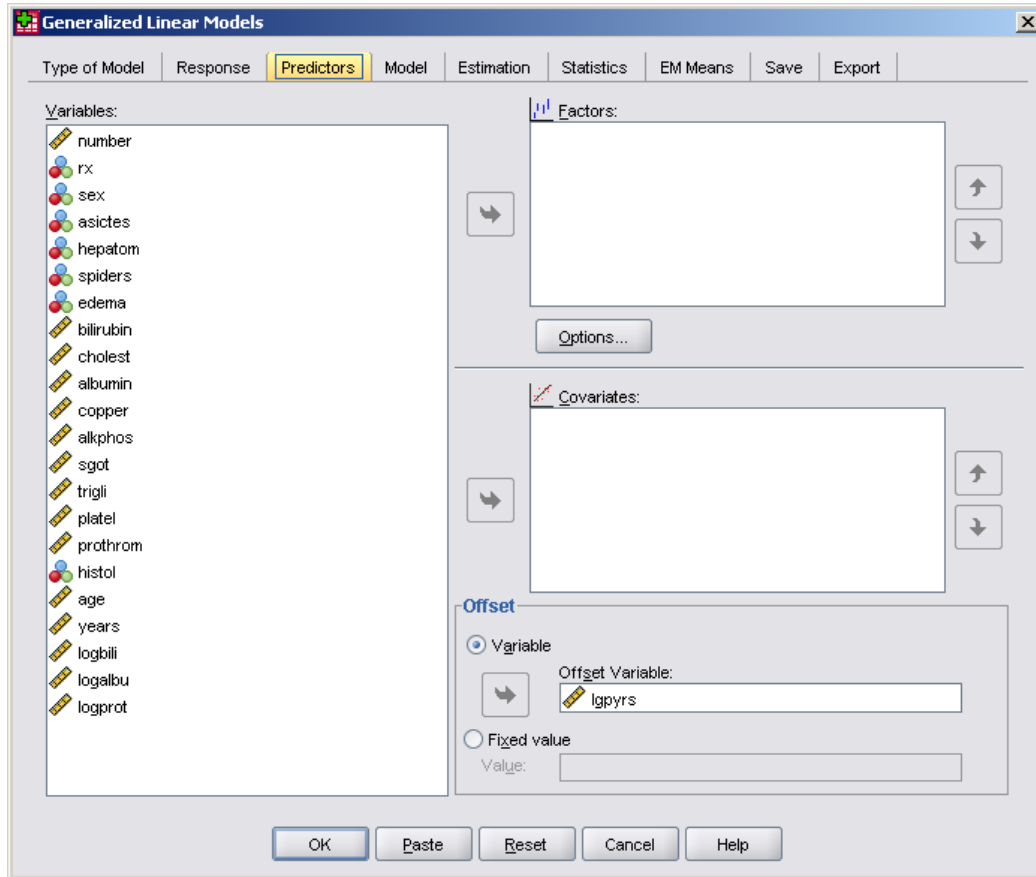 Generalized Linear Models
Type of Model Response Predictors Model Estimation Statistics EM Means Save Export
Variables:
number
rx
sex
asictes
hepatom
spiders
edema
bilirubin
cholest
albumin
copper
alkphos
sgot
trigli
platel
prothrom
histol
age
years
logbili
logalbu
logprot
Factors:
Options...
Covariates:
Offset
Variable
Offset Variable:
lgpyrs
Fixed value
Value:
OK Paste Reset Cancel Help